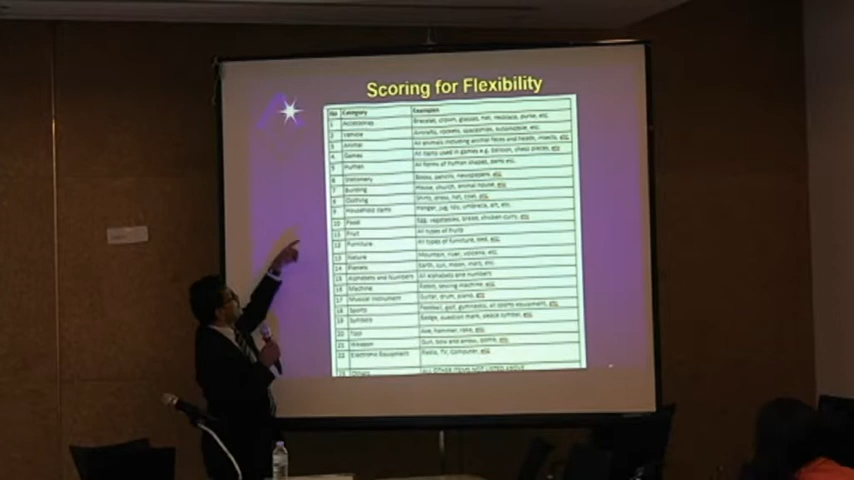 Scoring for Flexibility
No Category Examples
1 Accessories Bracelet, crown, glasses, hat, necklace, purse, etc
2 Vehicle Aircrafts, rockets, spaceships, automobile, etc.
3 Animal All animals including animal faces and heads, insects, etc
4 Games All items used in games e.g. balloon, chess pieces, etc
5 Human All forms of human shapes, parts etc.
6 Stationery Books, pencils, newspapers, etc
7 Building House, church, animal house, etc
8 Clothing Shirts, dress, hat, coat, etc
9 Household items Hanger, jug, lids, umbrella, etc
10 Food Egg, vegetables, bread, chicken curry, etc
11 Fruit All types of fruits
12 Furniture All types of furniture, bed, etc
13 Nature Mountain, river, volcano, etc.
14 Planets Earth, sun, moon, mars, etc.
15 Alphabets and Numbers All alphabets and numbers
16 Machine Robot, sewing machine, etc
17 Musical Instrument Guitar, drum, piano, etc
18 Sports Football, golf, gymnastic, all sports equipment, etc
19 Symbols Badge, question mark, peace symbol, etc
20 Tool Axe, hammer, rake, etc
21 Weapon Gun, bow and arrow, bomb, etc
22 Electronic Equipment Radio, TV, computer, etc
23 Others ALL OTHER ITEMS NOT LISTED ABOVE